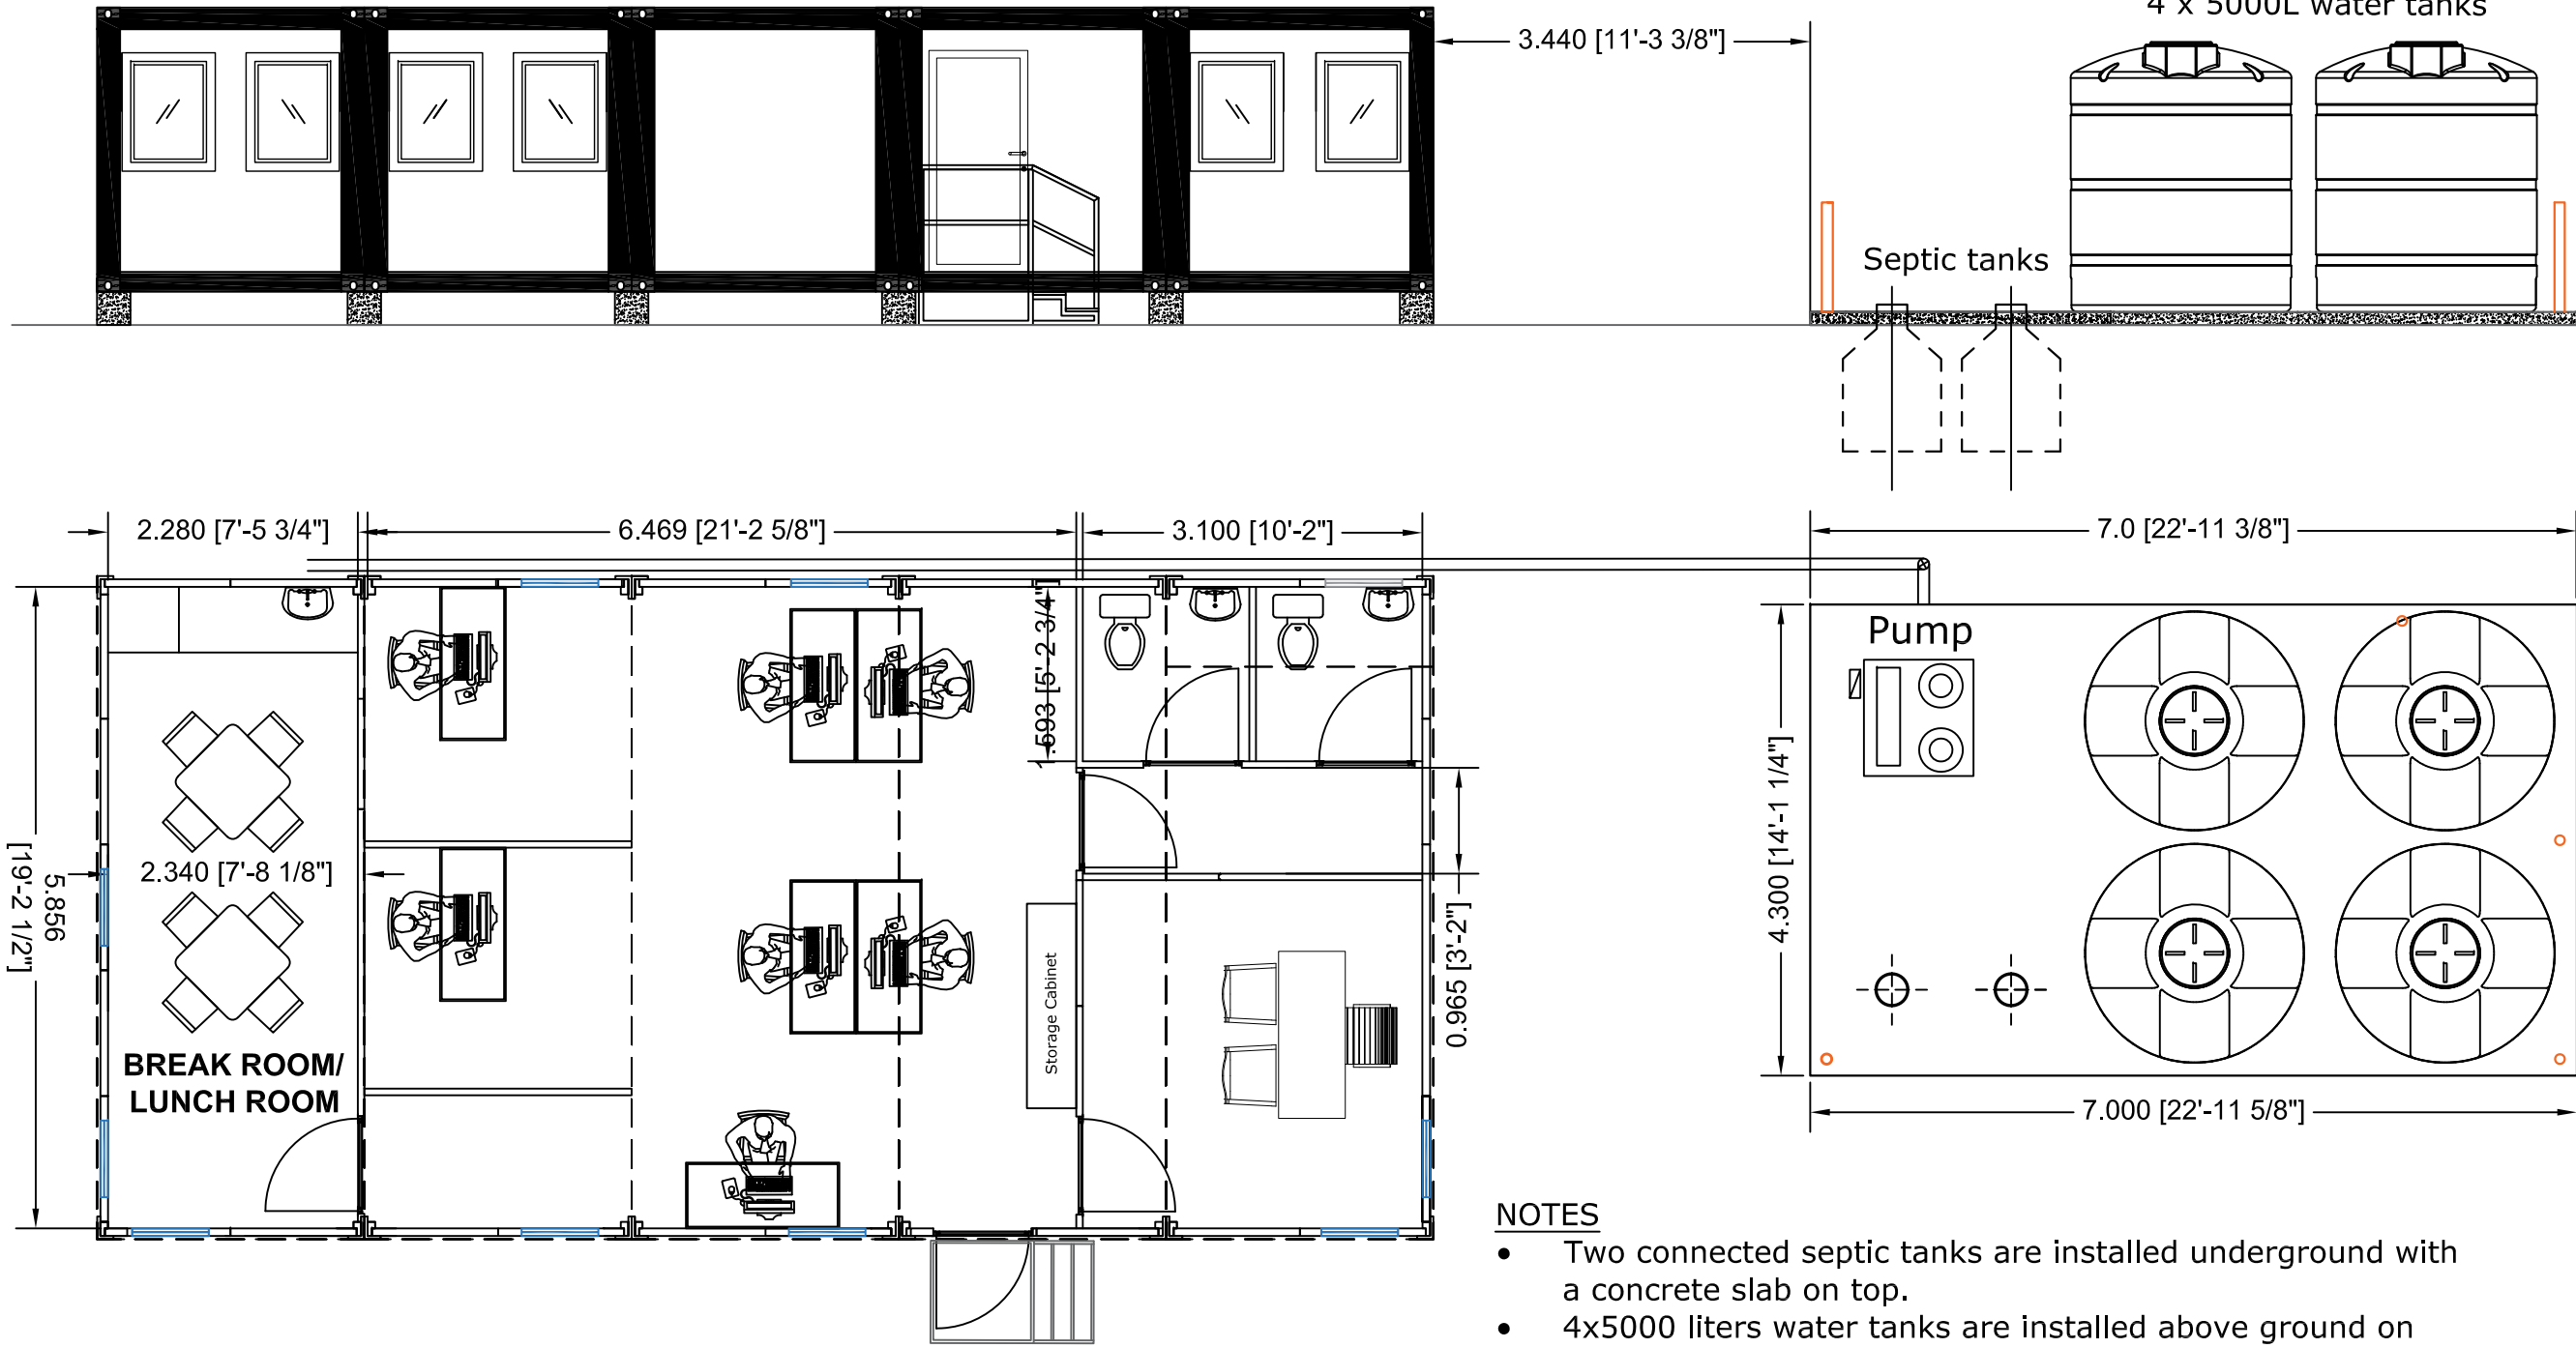 4 x 5000L water tanks
3.440 [11'-3 3/8"]
Septic tanks
2.280 [7'-5 3/4"]
6.469 [21'-2 5/8"]
3.100 [10'-2"]
7.0 [22'-11 3/8"]
Pump
1.593 [5'-2 3/4"]
4.300 [14'-1 1/4"]
2.340 [7'-8 1/8"]
5.856
[19'-2 1/2"]
0.965 [3'-2"]
Storage Cabinet
BREAK ROOM/
LUNCH ROOM
7.000 [22'-11 5/8"]
NOTES
• Two connected septic tanks are installed underground with
a concrete slab on top.
• 4x5000 liters water tanks are installed above ground on